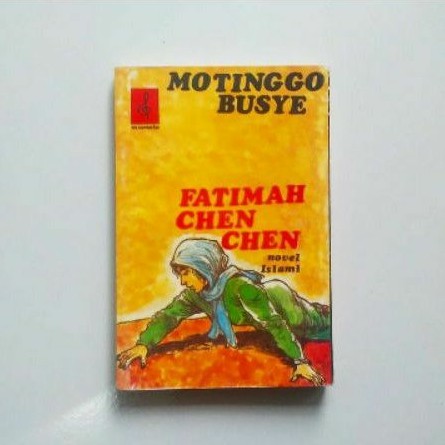 MOTINGGO
BUSYE
FATIMAH
CHEN
CHEN
novel
Islami